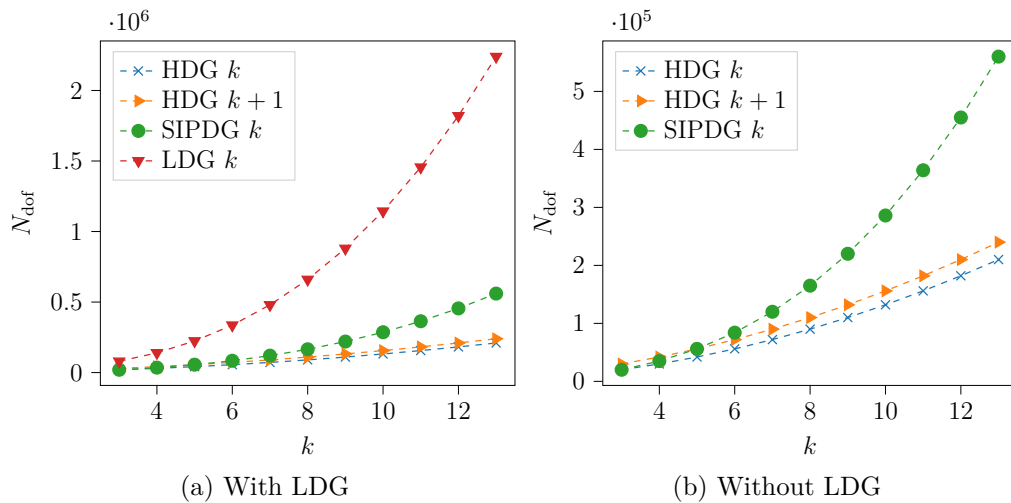 ·10⁶
HDG k
HDG k + 1
SIPDG k
LDG k
2
1.5
1
0.5
0
N_dof
4 6 8 10 12
k
(a) With LDG
·10⁵
HDG k
HDG k + 1
SIPDG k
5
4
3
2
1
0
N_dof
4 6 8 10 12
k
(b) Without LDG